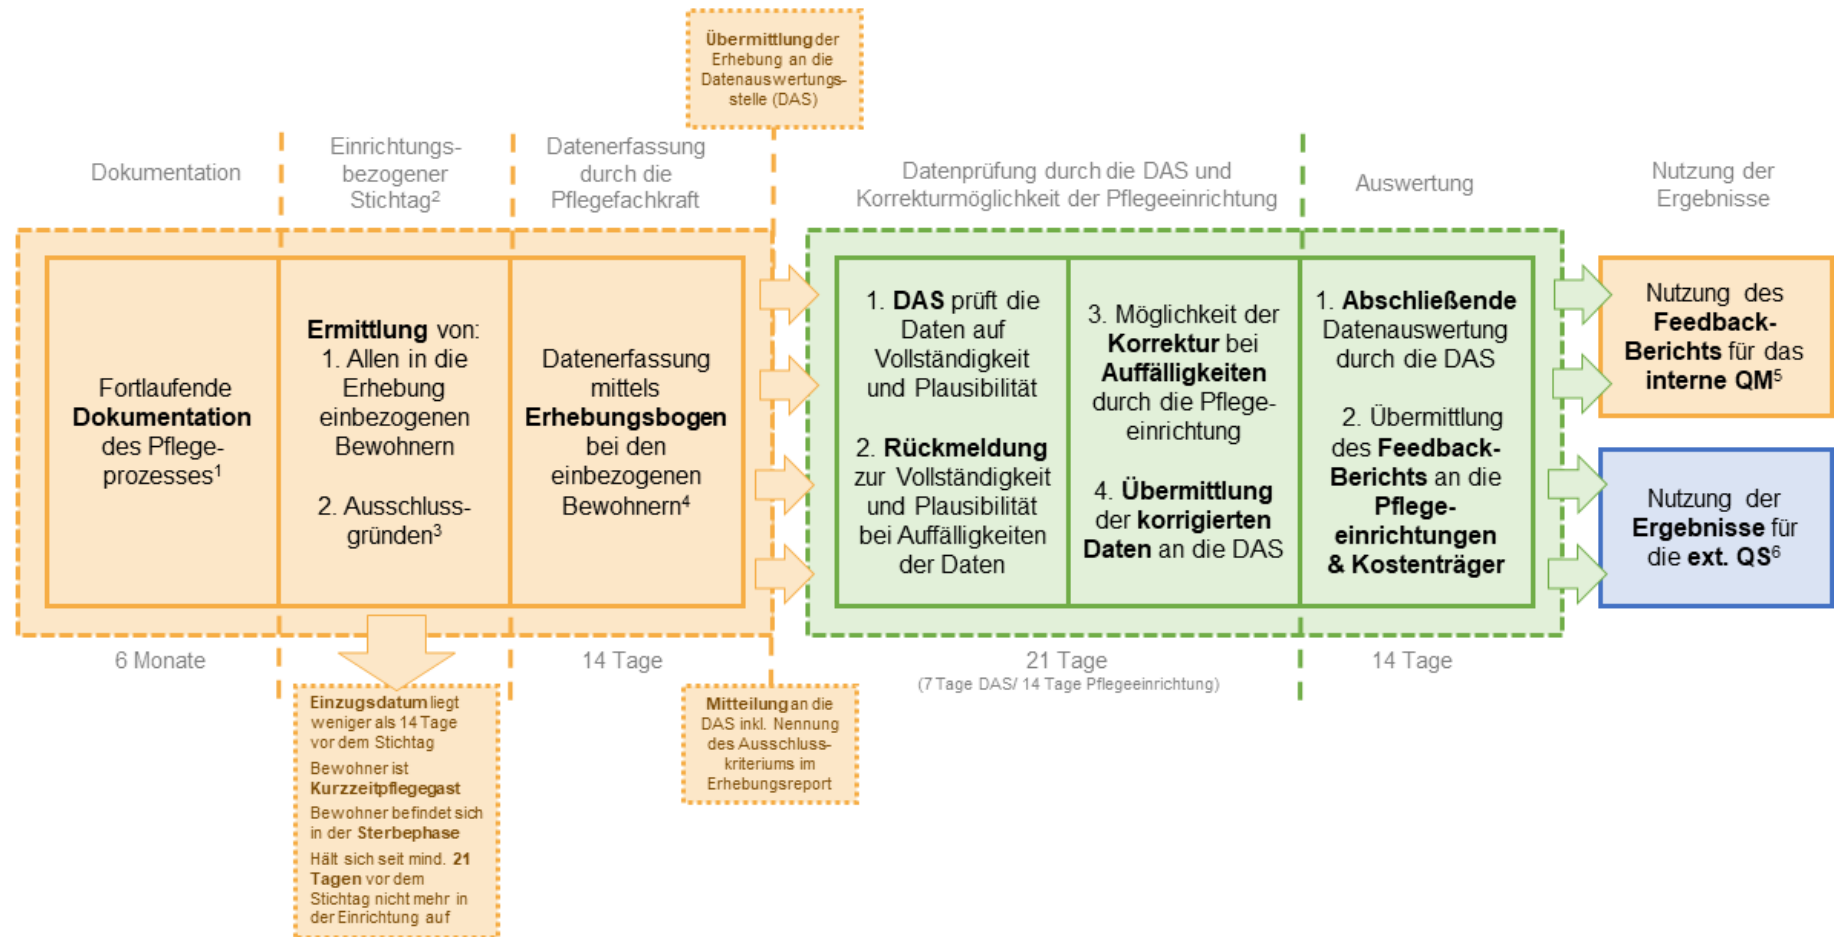 Übermittlung der
Erhebung an die
Datenauswertungs-
stelle (DAS)
Dokumentation
Einrichtungs-
bezogener
Stichtag²
Datenerfassung
durch die
Pflegefachkraft
Datenprüfung durch die DAS und
Korrekturmöglichkeit der Pflegeeinrichtung
Auswertung
Nutzung der
Ergebnisse
Fortlaufende
Dokumentation
des Pflege-
prozesses¹
Ermittlung von:
1. Allen in die
Erhebung
einbezogenen
Bewohnern
2. Ausschluss-
gründen³
Datenerfassung
mittels
Erhebungsbogen
bei den
einbezogenen
Bewohnern⁴
1. DAS prüft die
Daten auf
Vollständigkeit
und Plausibilität
2. Rückmeldung
zur Vollständigkeit
und Plausibilität
bei Auffälligkeiten
der Daten
3. Möglichkeit der
Korrektur bei
Auffälligkeiten
durch die Pflege-
einrichtung
4. Übermittlung
der korrigierten
Daten an die DAS
1. Abschließende
Datenauswertung
durch die DAS
2. Übermittlung
des Feedback-
Berichts an die
Pflege-
einrichtungen
& Kostenträger
Nutzung des
Feedback-
Berichts für das
interne QM⁵
Nutzung der
Ergebnisse für
die ext. QS⁶
6 Monate
14 Tage
21 Tage
(7 Tage DAS/ 14 Tage Pflegeeinrichtung)
14 Tage
Einzugsdatum liegt
weniger als 14 Tage
vor dem Stichtag
Bewohner ist
Kurzzeitpflegegast
Bewohner befindet sich
in der Sterbephase
Hält sich seit mind. 21
Tagen vor dem
Stichtag nicht mehr in
der Einrichtung auf
Mitteilung an die
DAS inkl. Nennung
des Ausschluss-
kriteriums im
Erhebungsreport